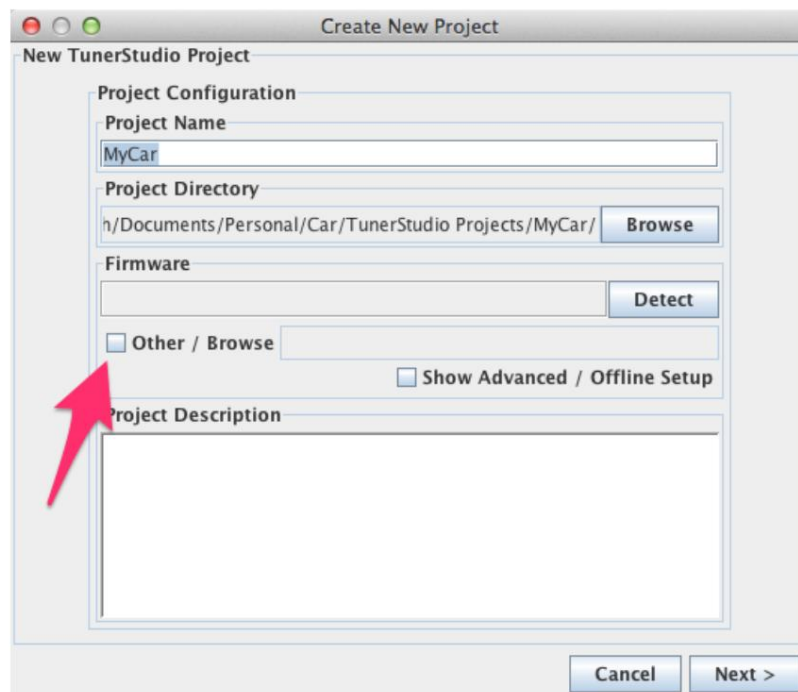 Create New Project
New TunerStudio Project
Project Configuration
Project Name
MyCar
Project Directory
h/Documents/Personal/Car/TunerStudio Projects/MyCar/ Browse
Firmware
Detect
Other / Browse
Show Advanced / Offline Setup
Project Description
Cancel Next >